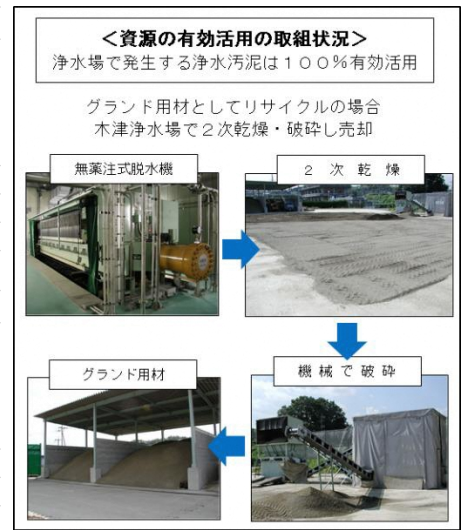 ＜資源の有効活用の取組状況＞
浄水場で発生する浄水汚泥は１００％有効活用
グランド用材としてリサイクルの場合
木津浄水場で２次乾燥・破砕し売却
無薬注式脱水機
２次乾燥
機械で破砕
グランド用材